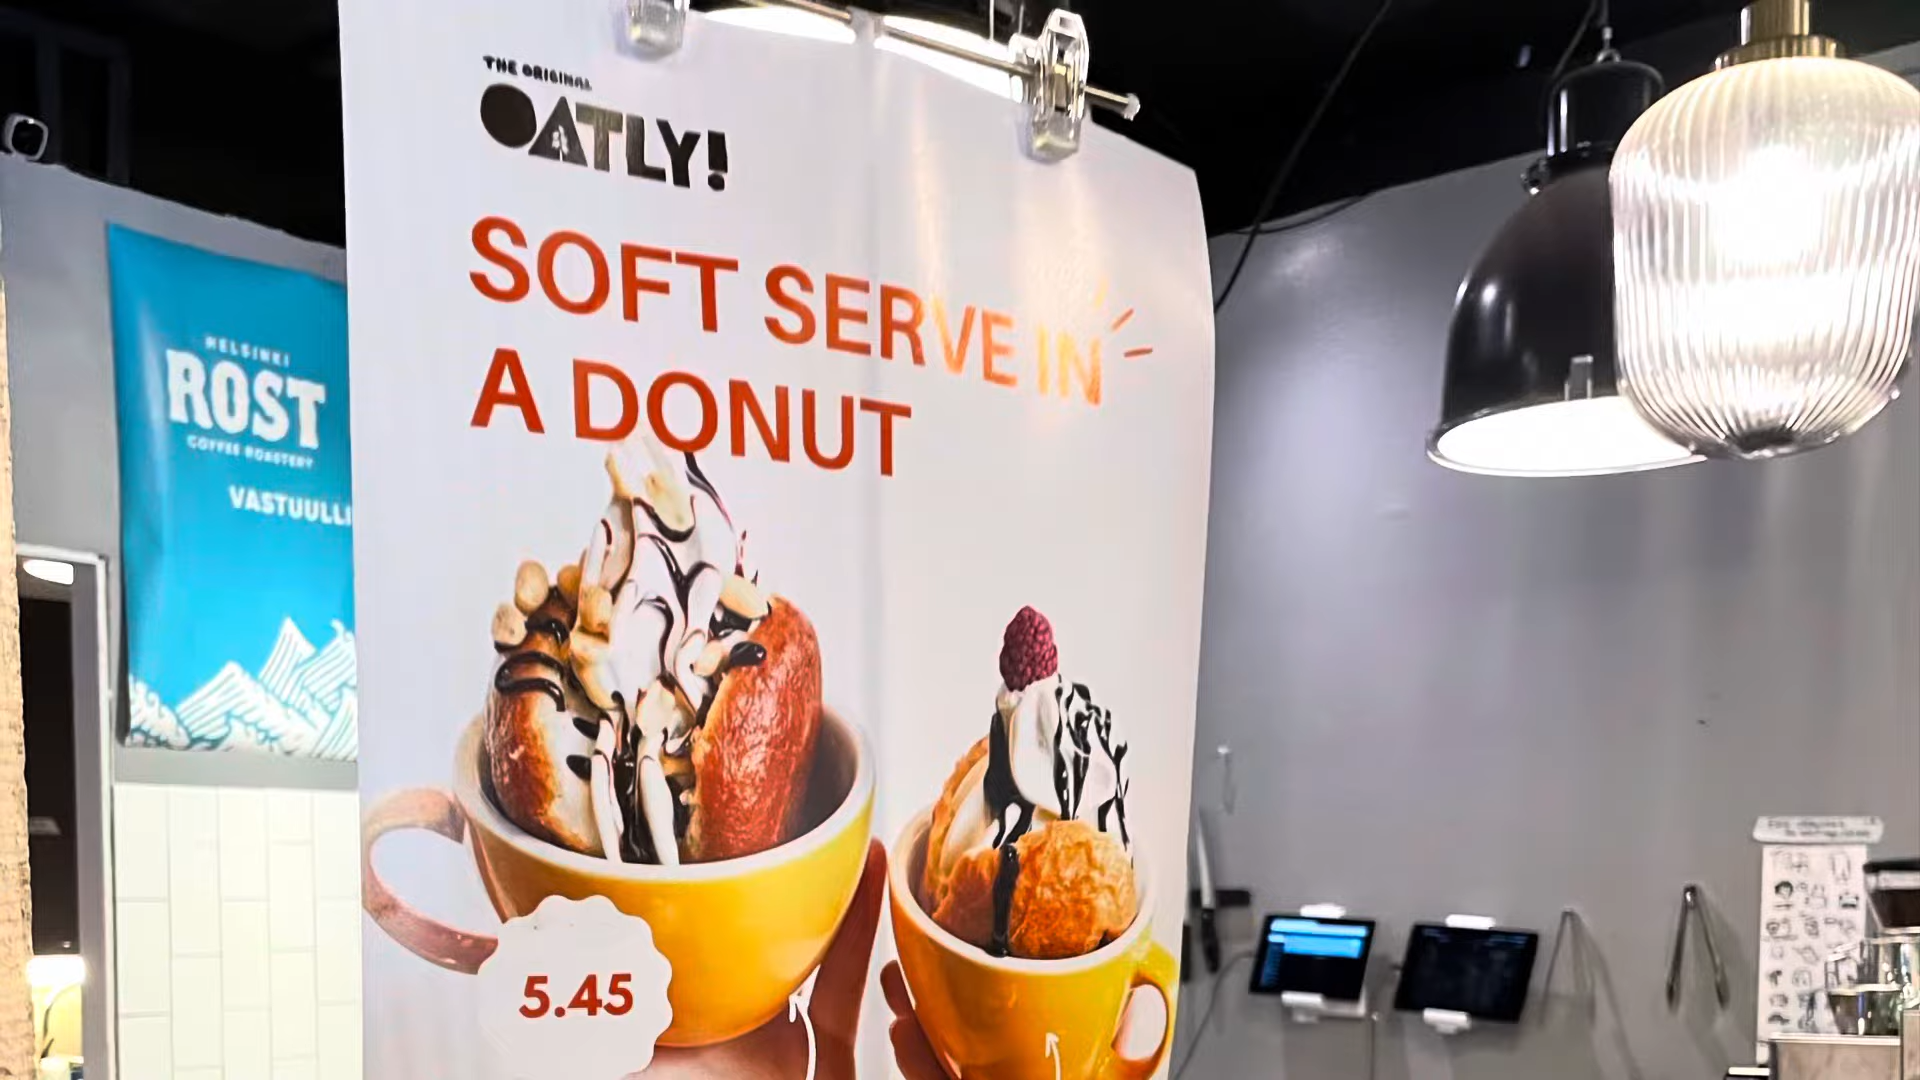 THE ORIGINAL
OATLY!
SOFT SERVE IN
A DONUT
5.45
HELSINKI
ROST
COFFEE ROASTERY
VASTUULLI